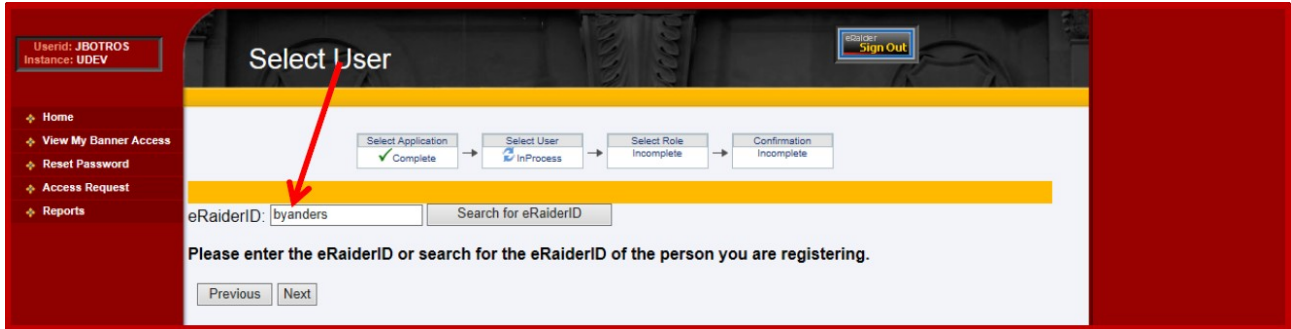 Userid: JBOTROS
Instance: UDEV
Select User
eRaider
Sign Out
Home
View My Banner Access
Reset Password
Access Request
Reports
Select Application
Complete
Select User
InProcess
Select Role
Incomplete
Confirmation
Incomplete
eRaiderID: byanders Search for eRaiderID
Please enter the eRaiderID or search for the eRaiderID of the person you are registering.
Previous Next